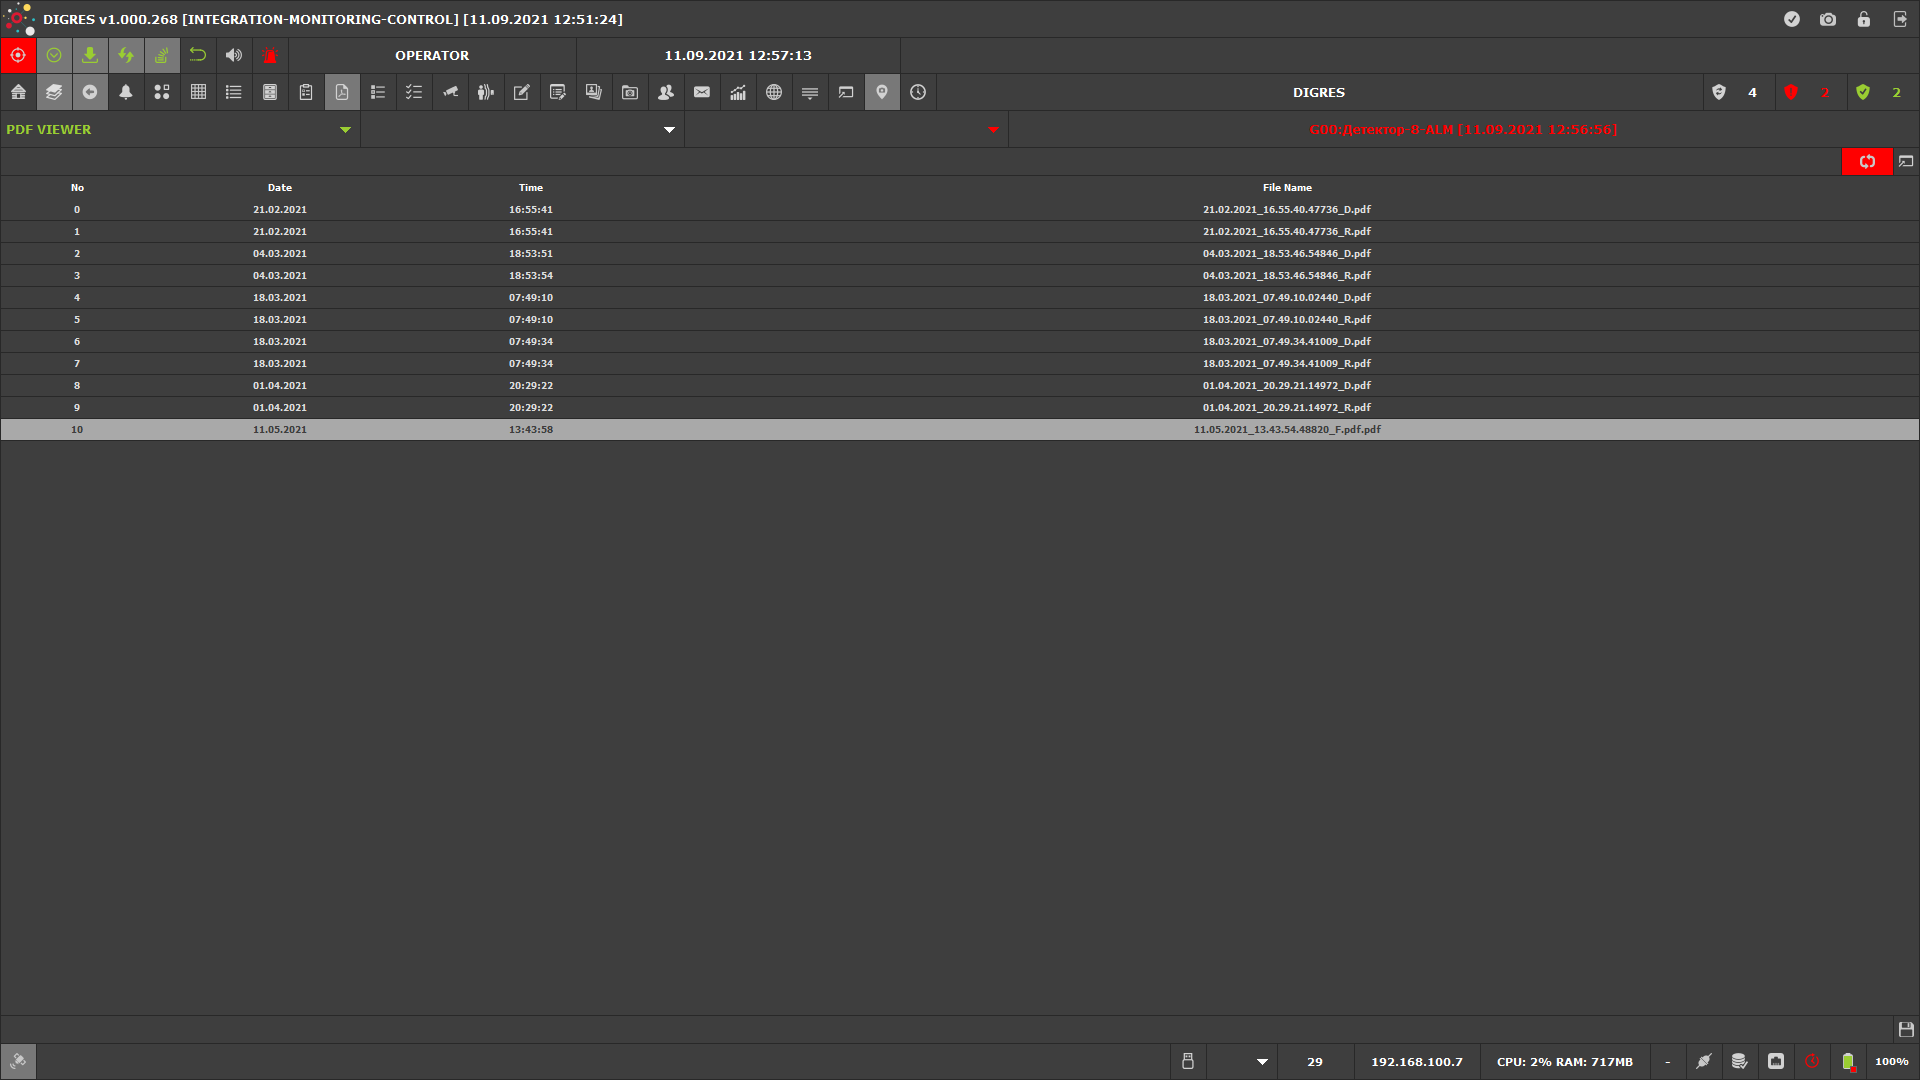 DIGRES v1.000.268 [INTEGRATION-MONITORING-CONTROL] [11.09.2021 12:51:24]
OPERATOR 11.09.2021 12:57:13
DIGRES 4 2 2
PDF VIEWER G00:Детектор-8-ALM [11.09.2021 12:56:56]
No Date Time File Name
0 21.02.2021 16:55:41 21.02.2021_16.55.40.47736_D.pdf
1 21.02.2021 16:55:41 21.02.2021_16.55.40.47736_R.pdf
2 04.03.2021 18:53:51 04.03.2021_18.53.46.54846_D.pdf
3 04.03.2021 18:53:54 04.03.2021_18.53.46.54846_R.pdf
4 18.03.2021 07:49:10 18.03.2021_07.49.10.02440_D.pdf
5 18.03.2021 07:49:10 18.03.2021_07.49.10.02440_R.pdf
6 18.03.2021 07:49:34 18.03.2021_07.49.34.41009_D.pdf
7 18.03.2021 07:49:34 18.03.2021_07.49.34.41009_R.pdf
8 01.04.2021 20:29:22 01.04.2021_20.29.21.14972_D.pdf
9 01.04.2021 20:29:22 01.04.2021_20.29.21.14972_R.pdf
10 11.05.2021 13:43:58 11.05.2021_13.43.54.48820_F.pdf.pdf
29 192.168.100.7 CPU: 2% RAM: 717MB - 100%